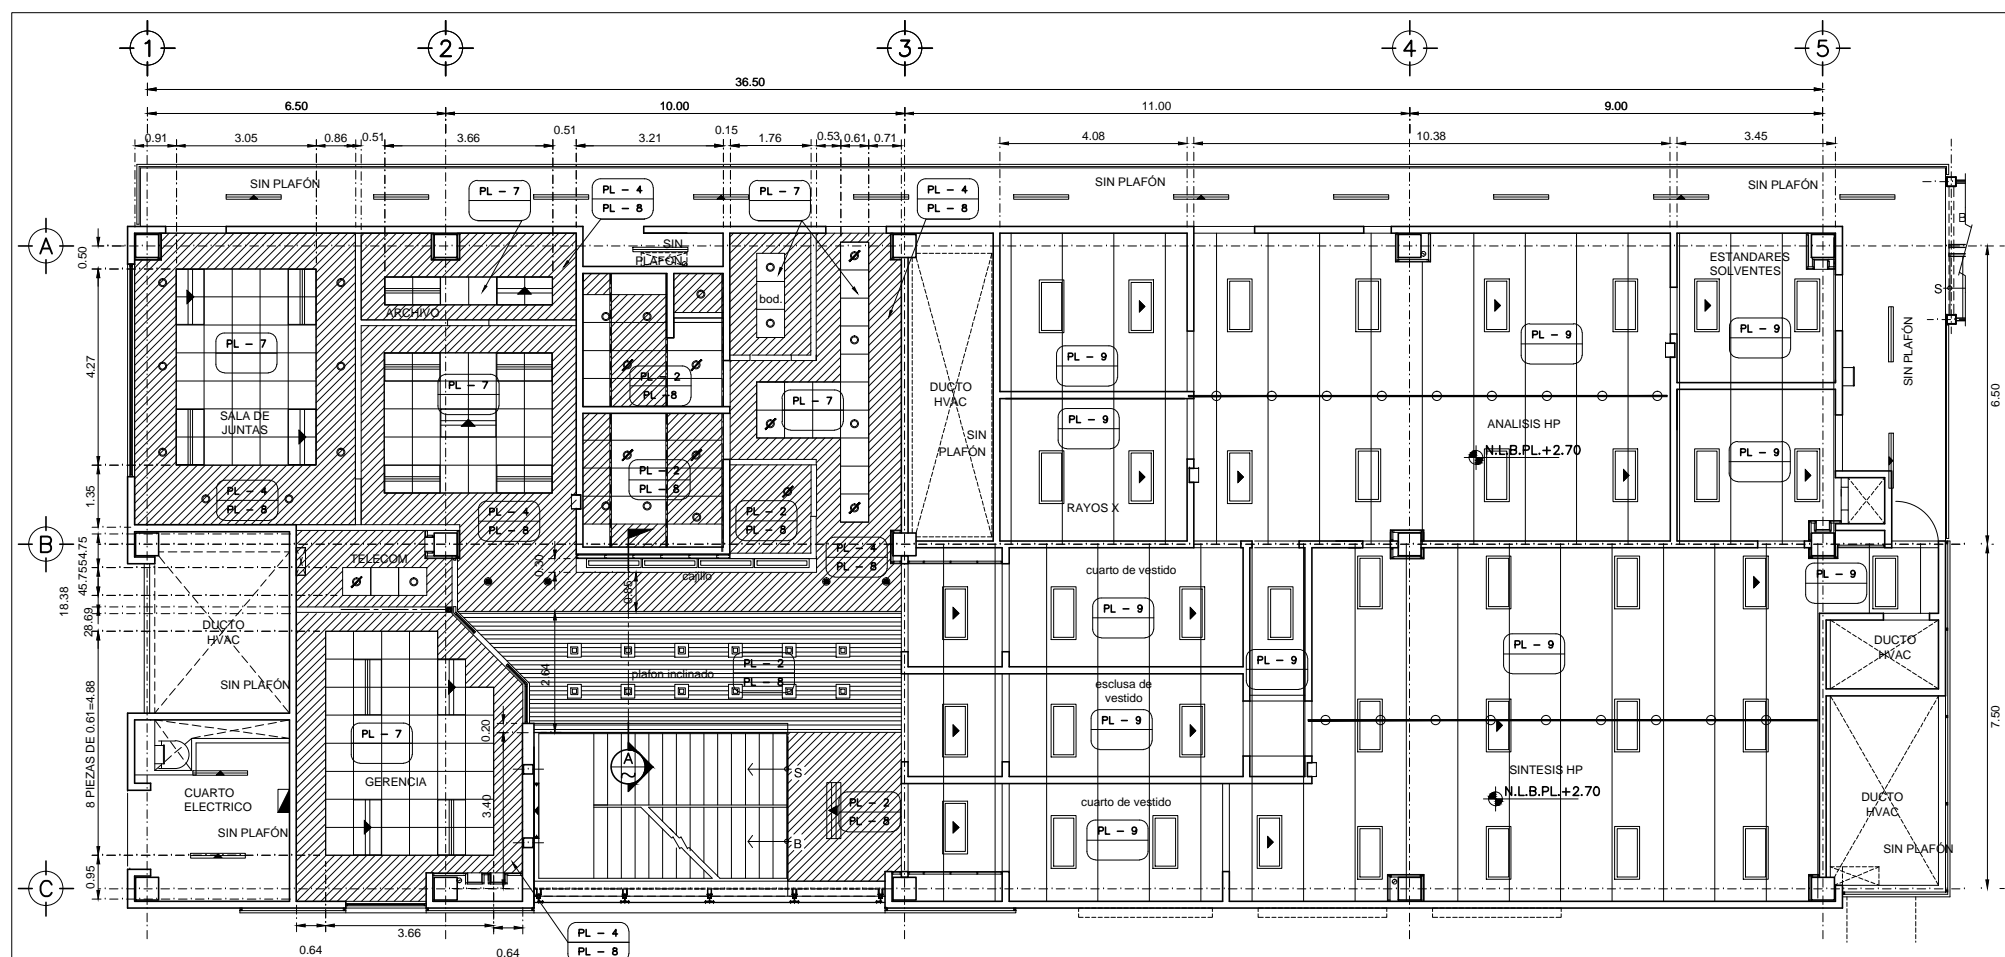 1
2
3
4
5
36.50
6.50
10.00
11.00
9.00
0.91
3.05
0.86
0.51
3.66
0.51
3.21
0.15
1.76
0.53
0.61
0.71
4.08
10.38
3.45
SIN PLAFÓN
SIN PLAFÓN
SIN PLAFÓN
PL - 7
PL - 4
PL - 8
PL - 7
PL - 4
PL - 8
B
A
0.50
SIN
PLAFÓN
ESTANDARES
SOLVENTES
S
bod.
ARCHIVO
PL - 7
PL - 9
PL - 9
PL - 9
SIN PLAFÓN
4.27
PL - 7
PL - 2
PL - 8
PL - 7
DUCTO
HVAC
6.50
SALA DE
JUNTAS
PL - 9
ANALISIS HP
SIN
PLAFÓN
N.L.B.PL.+2.70
PL - 9
PL - 2
PL - 8
1.35
PL - 4
PL - 8
PL - 4
PL - 8
PL - 2
PL - 8
RAYOS X
B
TELECOM
0.30
PL - 4
PL - 8
cajillo
cuarto de vestido
PL - 9
45.7554.75
18.38
28.69
0.85
PL - 9
DUCTO
HVAC
2.64
plafon inclinado
PL - 2
PL - 8
PL - 9
PL - 9
DUCTO
HVAC
SIN PLAFÓN
esclusa de
vestido
PL - 9
7.50
0.20
PL - 7
8 PIEZAS DE 0.61=4.88
A
S
SINTESIS HP
N.L.B.PL.+2.70
GERENCIA
CUARTO
ELECTRICO
3.40
PL - 2
PL - 8
cuarto de vestido
PL - 9
DUCTO
HVAC
SIN PLAFÓN
B
SIN PLAFÓN
0.95
C
0.64
3.66
0.64
PL - 4
PL - 8